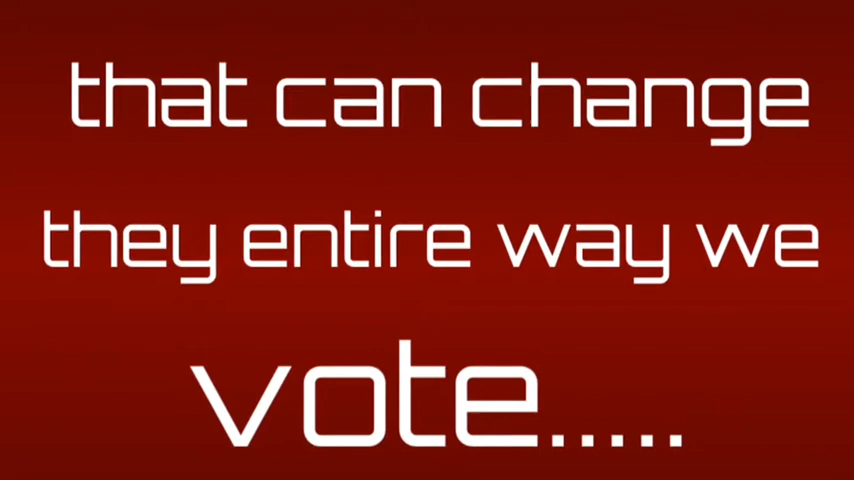 that can change
they entire way we
vote.....